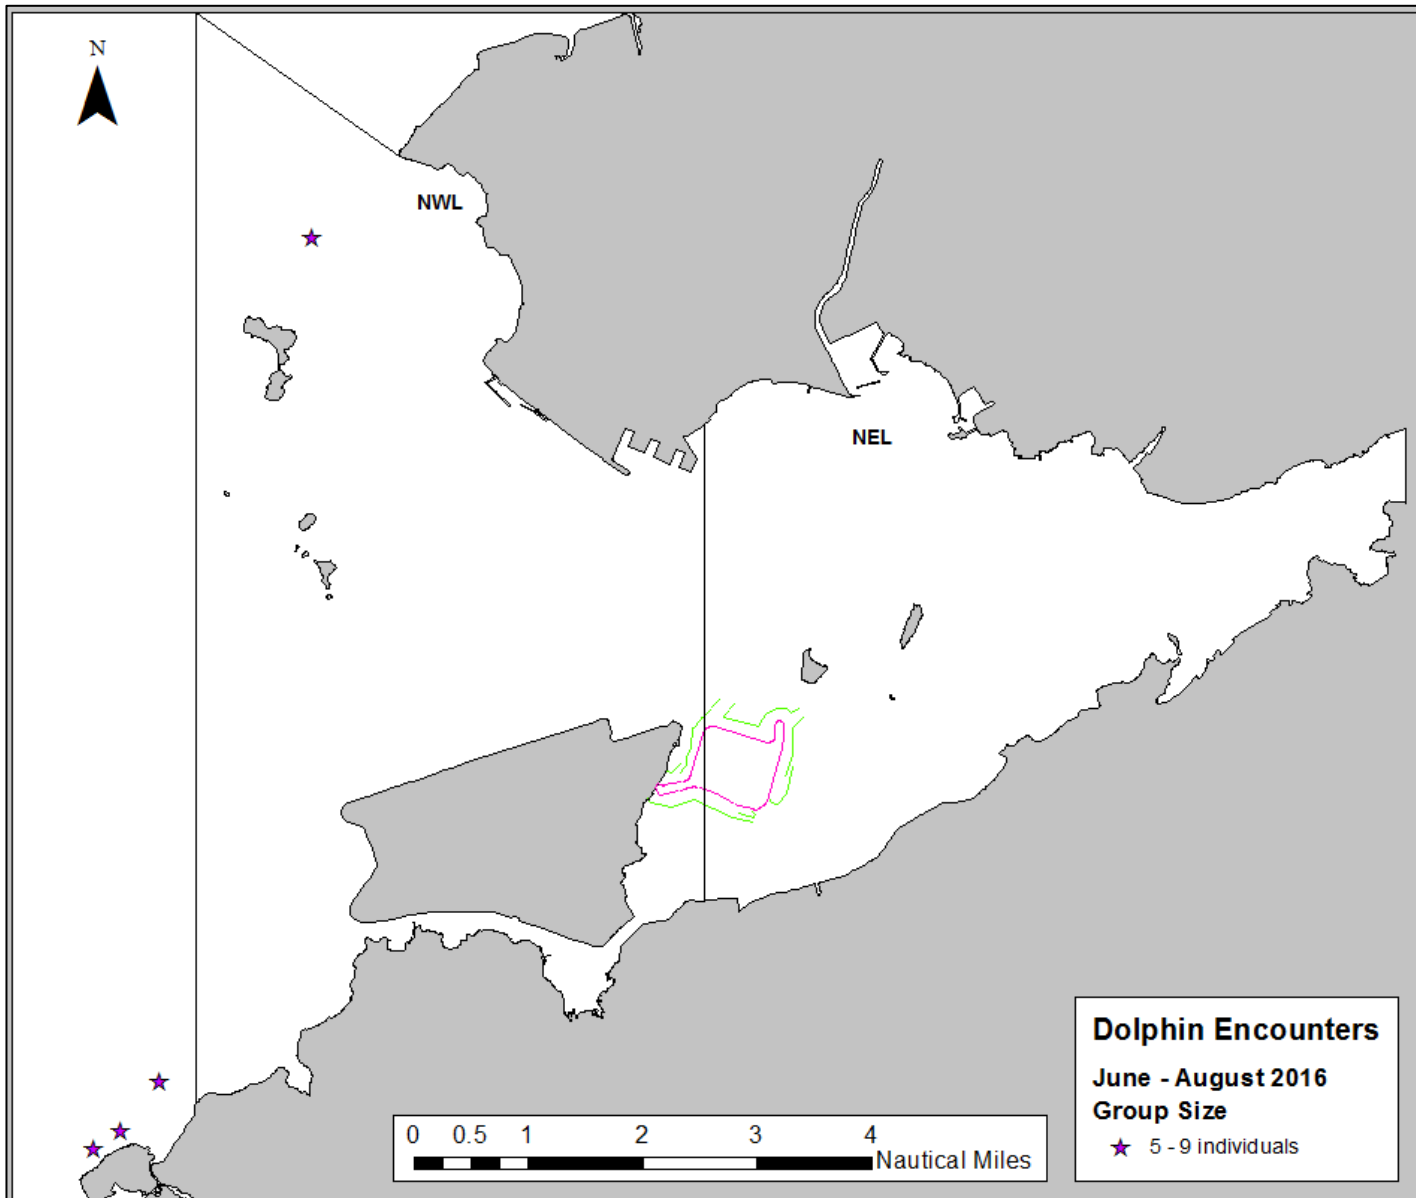 N
NWL
NEL
Dolphin Encounters
June - August 2016
Group Size
5 - 9 individuals
0 0.5 1 2 3 4
Nautical Miles